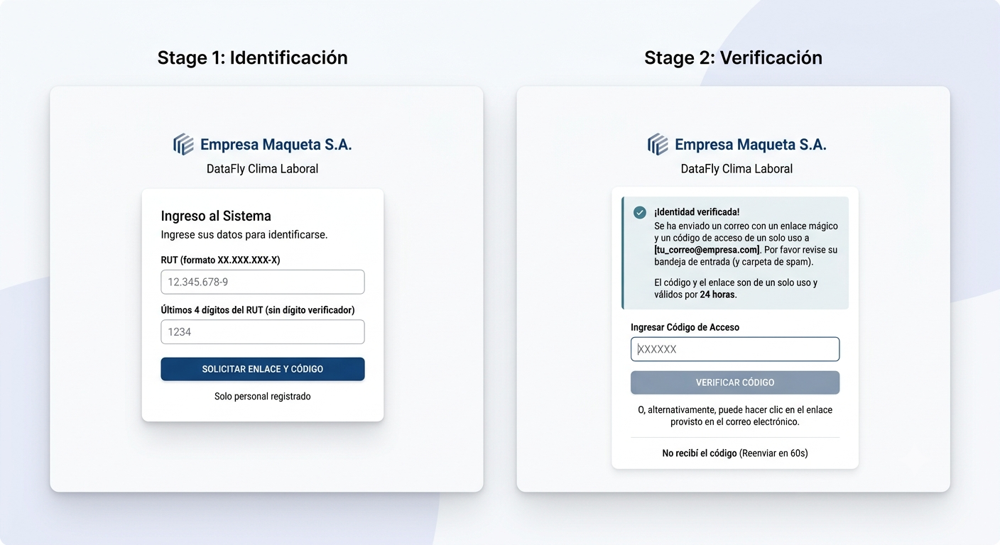 Stage 1: Identificación
Empresa Maqueta S.A.
DataFly Clima Laboral
Ingreso al Sistema
Ingrese sus datos para identificarse.
RUT (formato XX.XXX.XXX-X)
12.345.678-9
Últimos 4 dígitos del RUT (sin dígito verificador)
1234
SOLICITAR ENLACE Y CÓDIGO
Solo personal registrado
Stage 2: Verificación
Empresa Maqueta S.A.
DataFly Clima Laboral
¡Identidad verificada!
Se ha enviado un correo con un enlace mágico
y un código de acceso de un solo uso a
[tu_correo@empresa.com]. Por favor revise su
bandeja de entrada (y carpeta de spam).
El código y el enlace son de un solo uso y
válidos por 24 horas.
Ingresar Código de Acceso
XXXXXX
VERIFICAR CÓDIGO
O, alternativamente, puede hacer clic en el enlace
provisto en el correo electrónico.
No recibí el código (Reenviar en 60s)